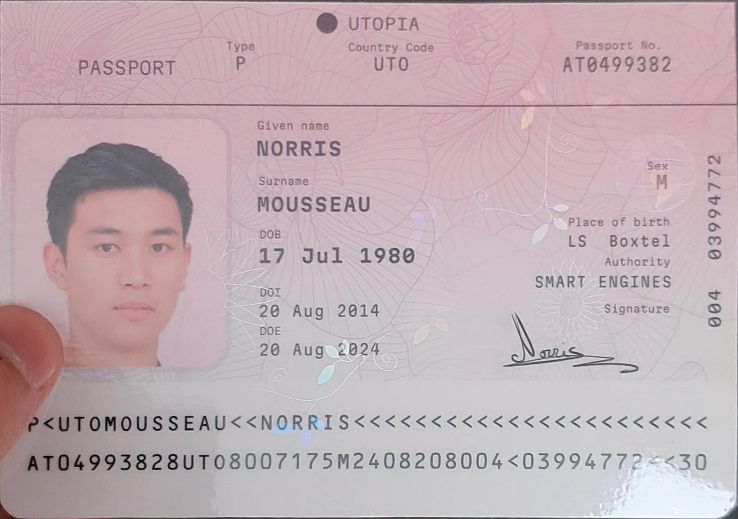 UTOPIA
PASSPORT
Type
P
Country Code
UTO
Passport No.
AT0499382
Given name
NORRIS
Surname
MOUSSEAU
DOB
17 Jul 1980
DOI
20 Aug 2014
DOE
20 Aug 2024
Sex
M
Place of birth
LS Boxtel
Authority
SMART ENGINES
Signature
Norris
004 03994772
P<UTOMOUSSEAU<<NORRIS<<<<<<<<<<<<<<<<<<<<<<<
AT04993828UTO8007175M2408208004<03994772<<30